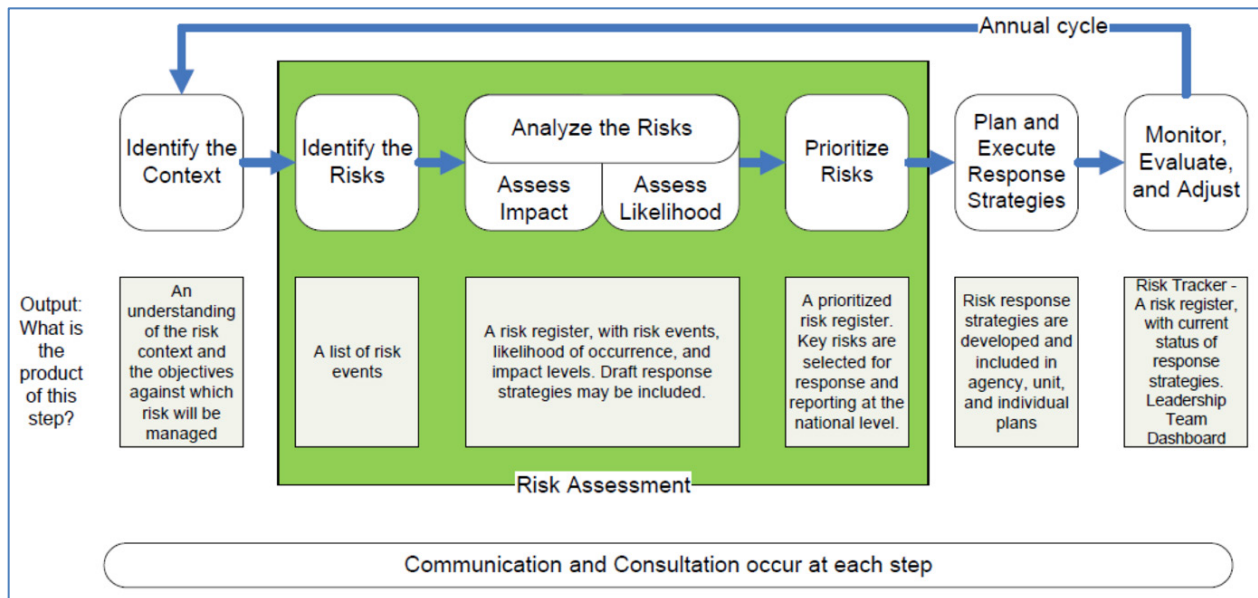 Annual cycle
Identify the
Context
Identify the
Risks
Analyze the Risks
Assess
Impact
Assess
Likelihood
Prioritize
Risks
Plan and
Execute
Response
Strategies
Monitor,
Evaluate,
and Adjust
Output:
What is
the
product
of this
step?
An
understanding
of the risk
context and
the objectives
against which
risk will be
managed
A list of risk
events
A risk register, with risk events,
likelihood of occurrence, and
impact levels. Draft response
strategies may be included.
A prioritized
risk register.
Key risks are
selected for
response and
reporting at the
national level.
Risk response
strategies are
developed and
included in
agency, unit,
and individual
plans
Risk Tracker -
A risk register,
with current
status of
response
strategies.
Leadership
Team
Dashboard
Risk Assessment
Communication and Consultation occur at each step